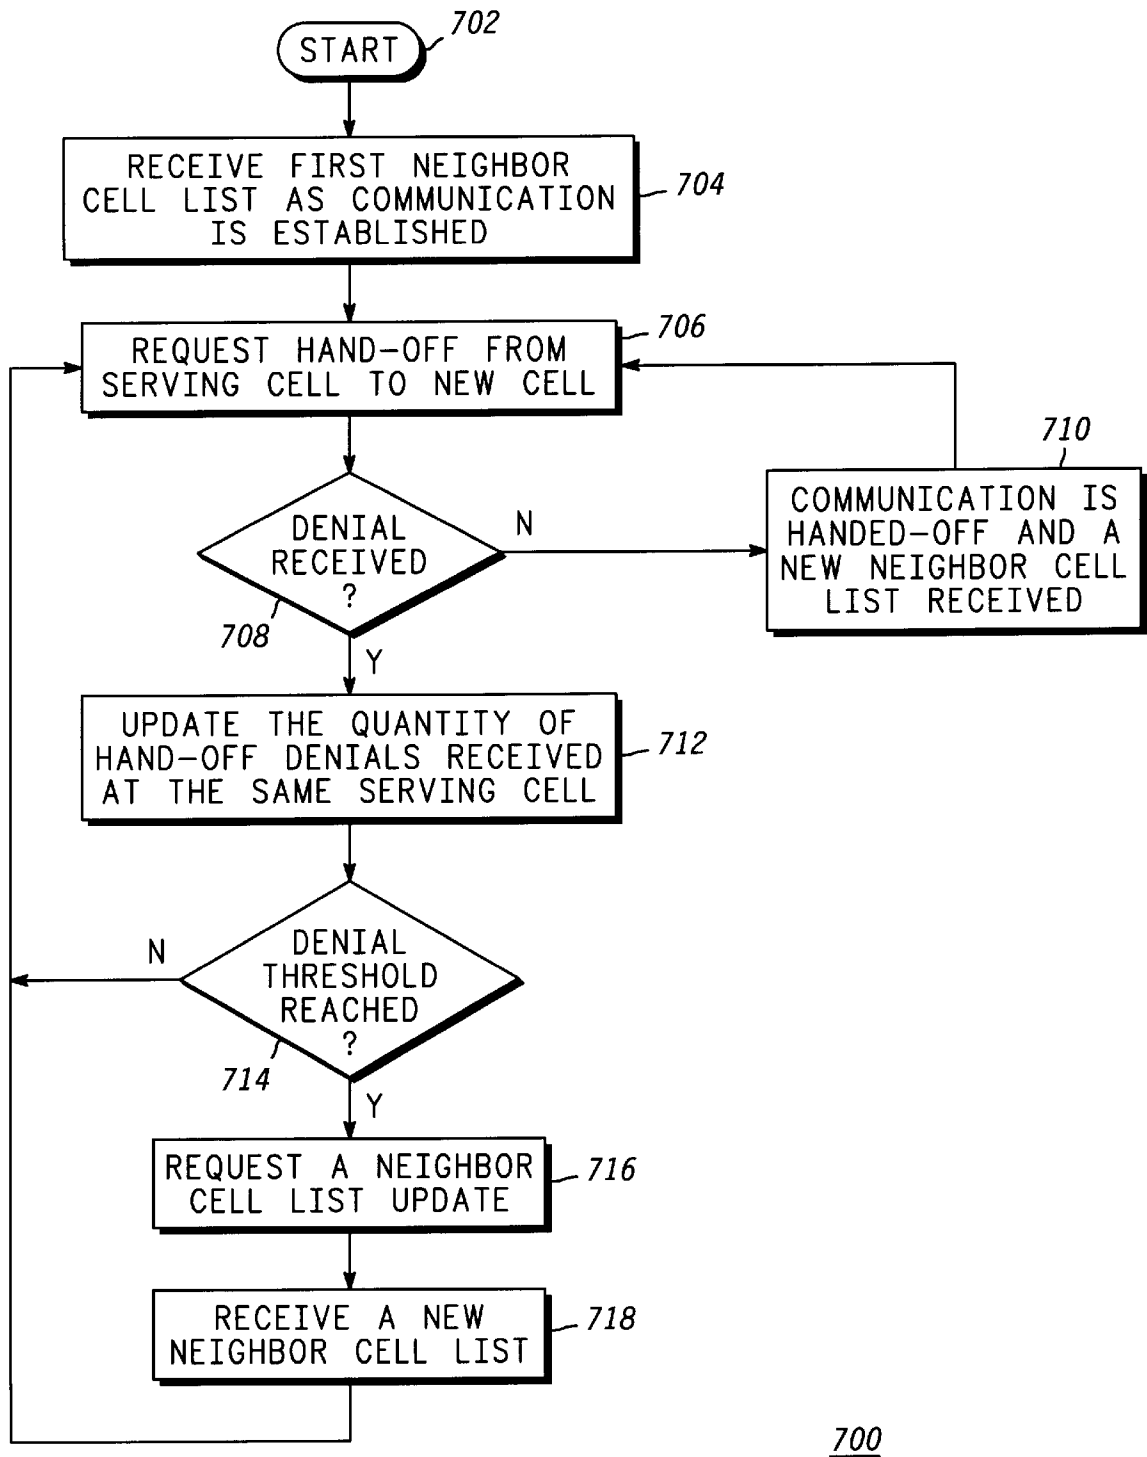 START
702
RECEIVE FIRST NEIGHBOR
CELL LIST AS COMMUNICATION
IS ESTABLISHED
704
REQUEST HAND-OFF FROM
SERVING CELL TO NEW CELL
706
DENIAL
RECEIVED
?
708
N
Y
710
COMMUNICATION IS
HANDED-OFF AND A
NEW NEIGHBOR CELL
LIST RECEIVED
UPDATE THE QUANTITY OF
HAND-OFF DENIALS RECEIVED
AT THE SAME SERVING CELL
712
DENIAL
THRESHOLD
REACHED
?
714
N
Y
REQUEST A NEIGHBOR
CELL LIST UPDATE
716
RECEIVE A NEW
NEIGHBOR CELL LIST
718
700